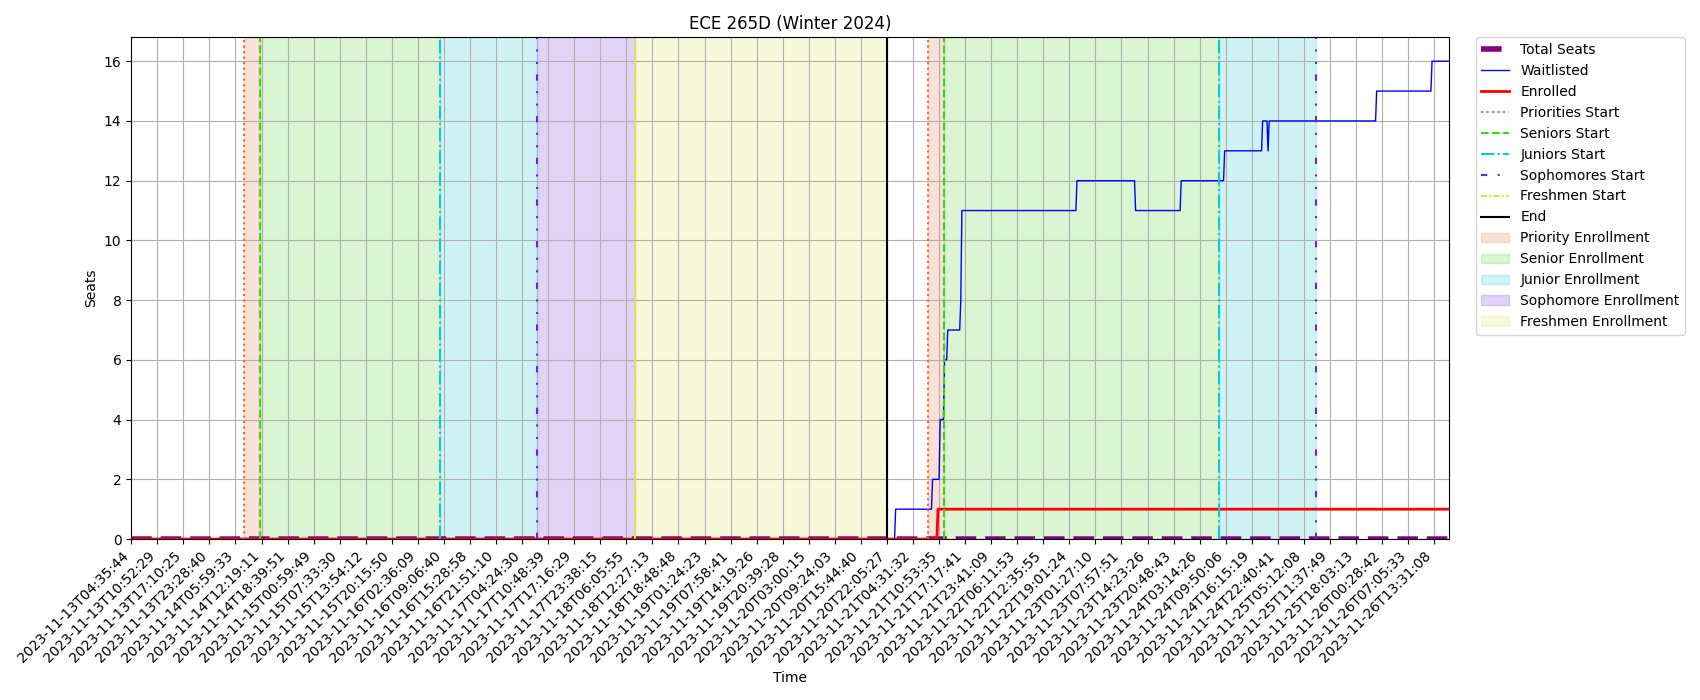 ECE 265D (Winter 2024)
Seats
16
14
12
10
8
6
4
2
0
2023-11-13T04:35:44
2023-11-13T10:52:29
2023-11-13T17:10:25
2023-11-13T23:28:40
2023-11-14T05:59:33
2023-11-14T12:19:11
2023-11-14T18:39:51
2023-11-15T00:59:49
2023-11-15T07:33:30
2023-11-15T13:54:12
2023-11-15T20:15:50
2023-11-16T02:36:09
2023-11-16T09:06:40
2023-11-16T15:28:58
2023-11-16T21:51:10
2023-11-17T04:24:30
2023-11-17T10:48:39
2023-11-17T17:16:29
2023-11-17T23:38:15
2023-11-18T06:05:55
2023-11-18T12:27:13
2023-11-18T18:48:48
2023-11-19T01:24:23
2023-11-19T07:58:41
2023-11-19T14:19:26
2023-11-19T20:39:28
2023-11-20T03:00:15
2023-11-20T09:24:03
2023-11-20T15:44:40
2023-11-20T22:05:27
2023-11-21T04:31:32
2023-11-21T10:53:35
2023-11-21T17:17:41
2023-11-21T23:41:09
2023-11-22T06:11:53
2023-11-22T12:35:55
2023-11-22T19:01:24
2023-11-23T01:27:10
2023-11-23T07:57:51
2023-11-23T14:23:26
2023-11-23T20:48:43
2023-11-24T03:14:26
2023-11-24T09:50:06
2023-11-24T16:15:19
2023-11-24T22:40:41
2023-11-25T05:12:08
2023-11-25T11:37:49
2023-11-25T18:03:13
2023-11-26T00:28:42
2023-11-26T07:05:33
2023-11-26T13:31:08
Time
Total Seats
Waitlisted
Enrolled
Priorities Start
Seniors Start
Juniors Start
Sophomores Start
Freshmen Start
End
Priority Enrollment
Senior Enrollment
Junior Enrollment
Sophomore Enrollment
Freshmen Enrollment